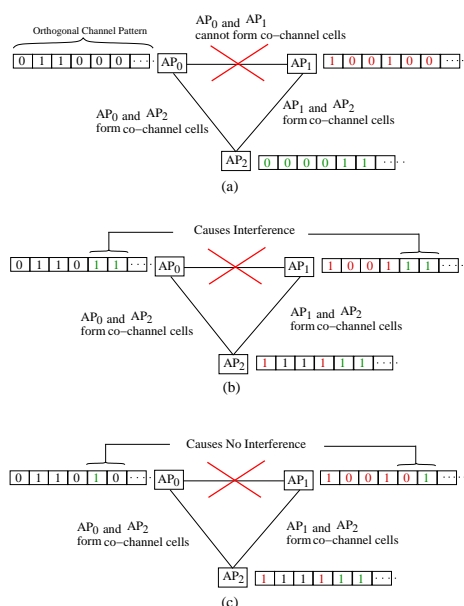 AP0 and AP1
cannot form co-channel cells
Orthogonal Channel Pattern
0 1 1 0 0 0 ····
AP0
AP1
1 0 0 1 0 0 ····
AP0 and AP2
form co-channel cells
AP1 and AP2
form co-channel cells
AP2
0 0 0 0 1 1 ····
(a)
Causes Interference
0 1 1 0 1 1 ····
AP0
AP1
1 0 0 1 1 1 ····
AP0 and AP2
form co-channel cells
AP1 and AP2
form co-channel cells
AP2
1 1 1 1 1 1 ····
(b)
Causes No Interference
0 1 1 0 1 0 ····
AP0
AP1
1 0 0 1 0 1 ····
AP0 and AP2
form co-channel cells
AP1 and AP2
form co-channel cells
AP2
1 1 1 1 1 1 ····
(c)